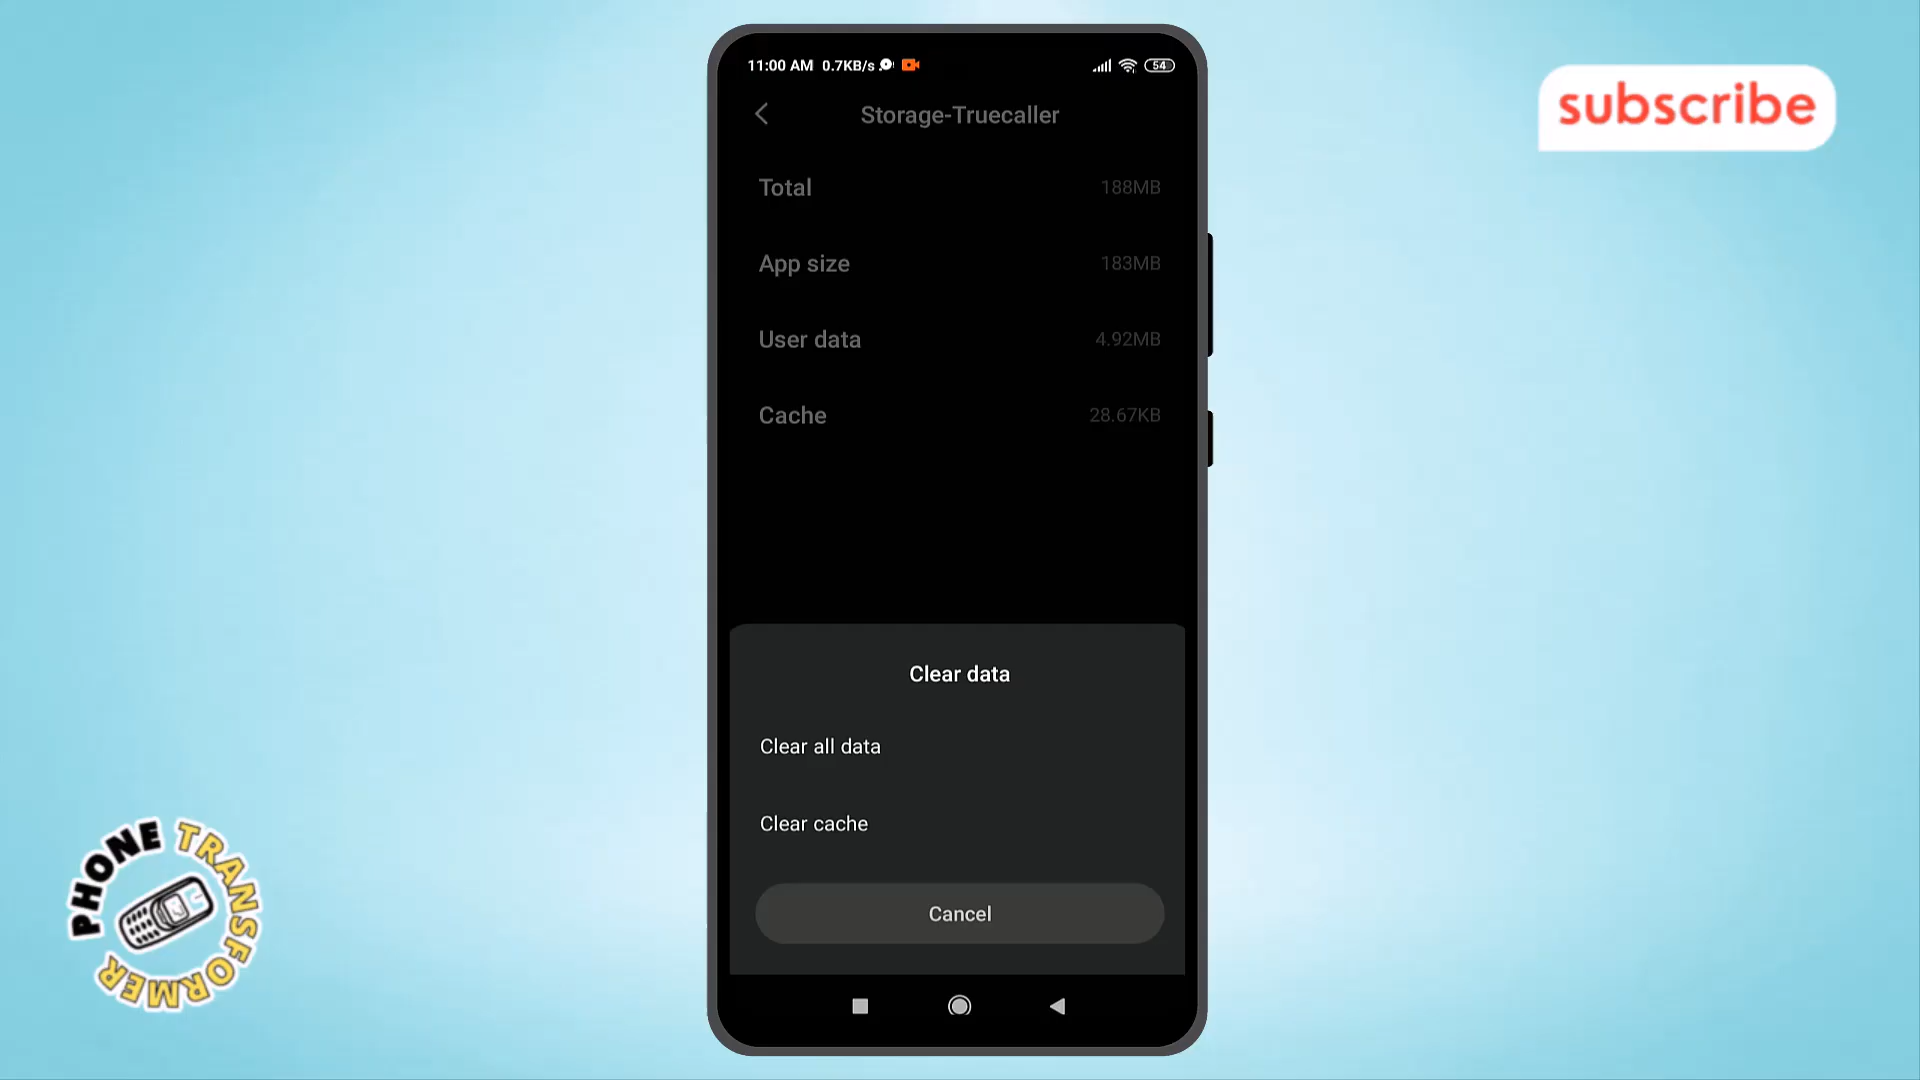 11:00 AM 0.7KB/s 54
Storage-Truecaller
Total 188MB
App size 183MB
User data 4.92MB
Cache 28.67KB
Clear data
Clear all data
Clear cache
Cancel
subscribe
PHONE TRANSFORMER